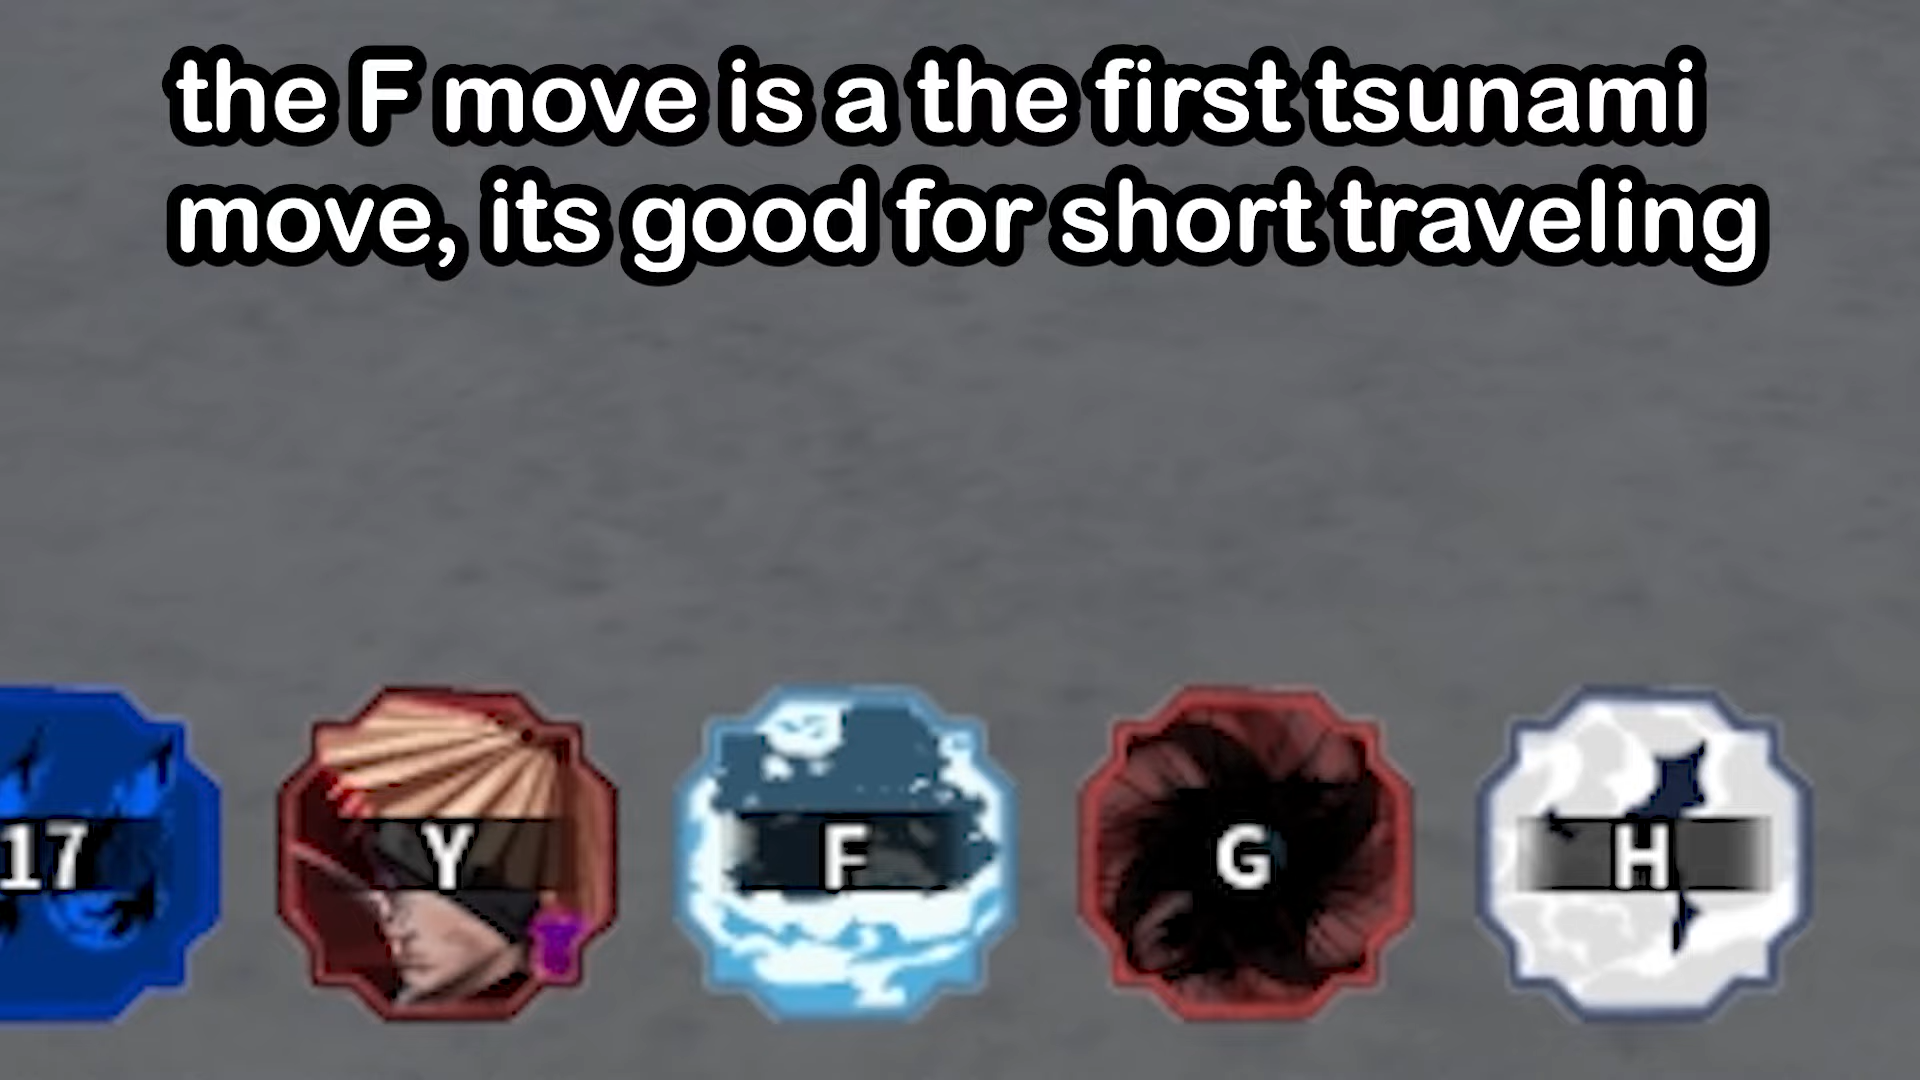 the F move is a the first tsunami
move, its good for short traveling
17 Y F G H